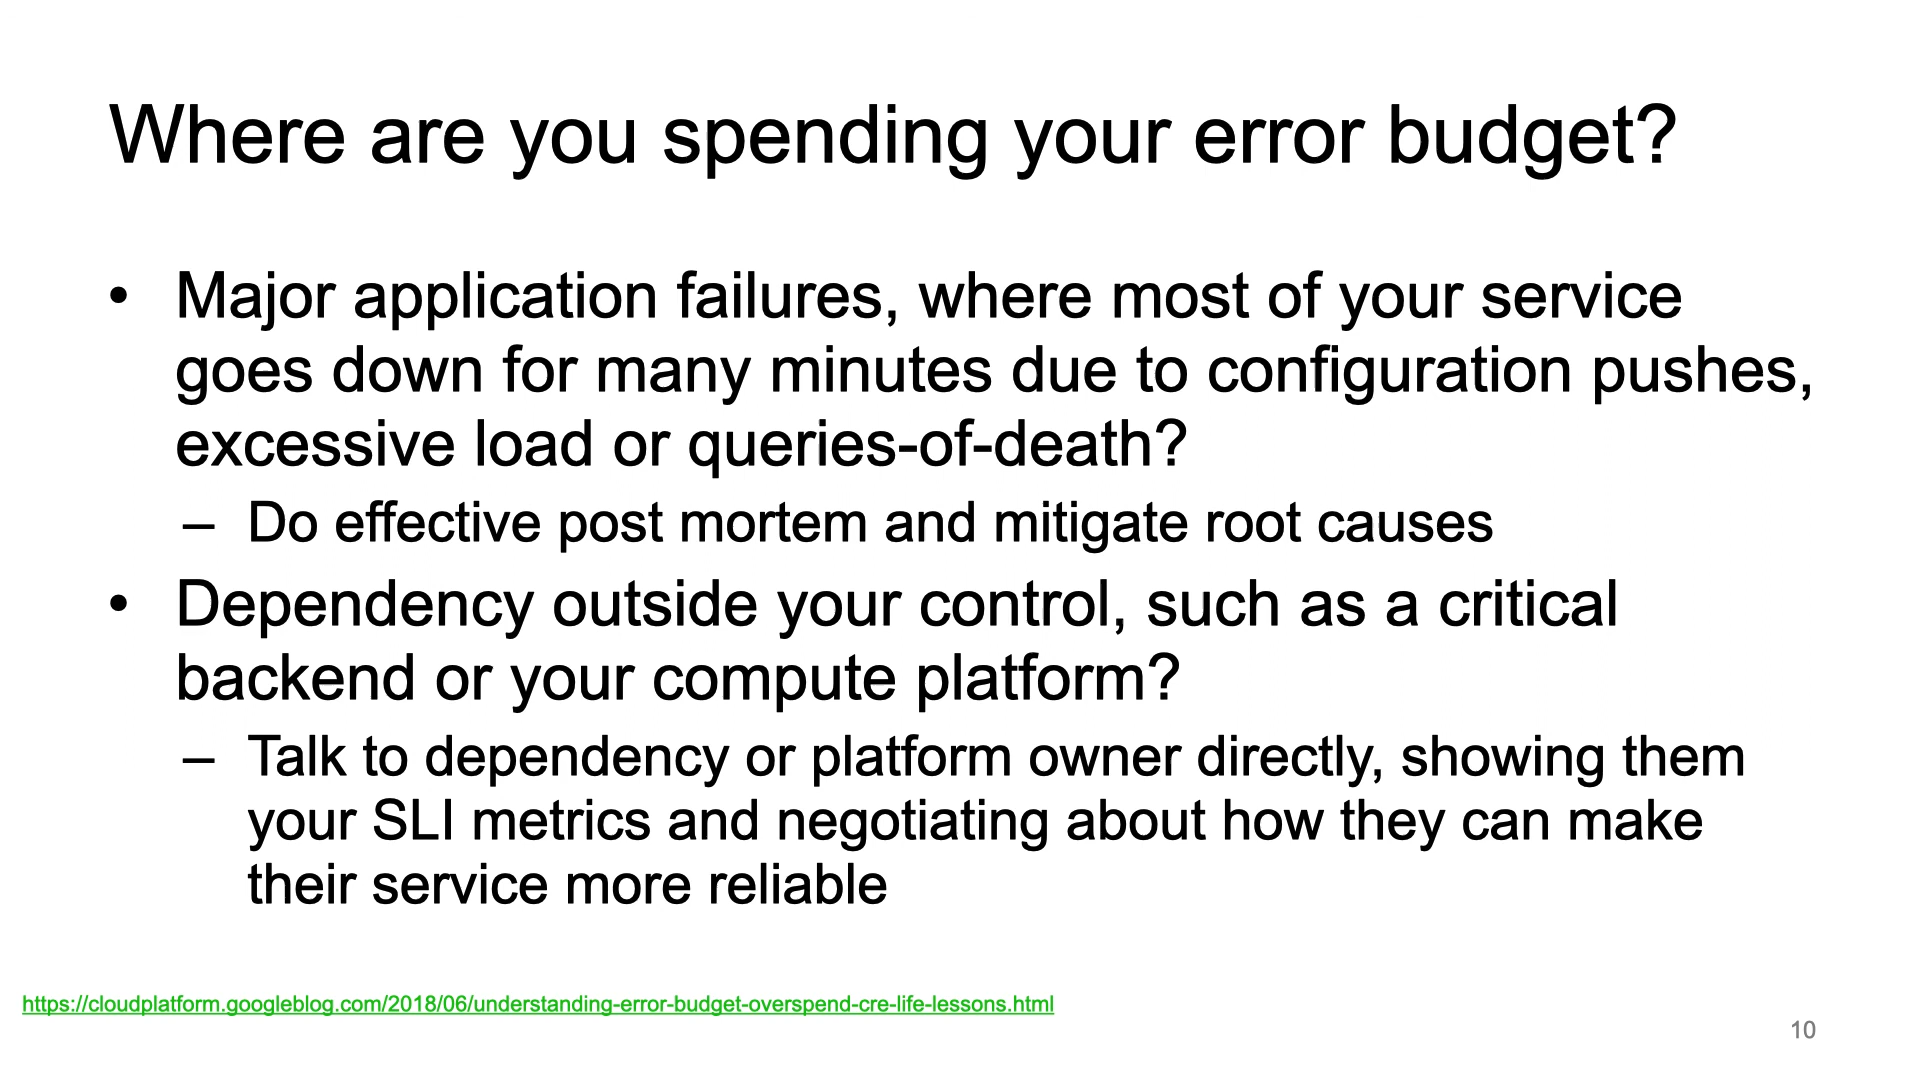 Where are you spending your error budget?
• Major application failures, where most of your service
goes down for many minutes due to configuration pushes,
excessive load or queries-of-death?
– Do effective post mortem and mitigate root causes
• Dependency outside your control, such as a critical
backend or your compute platform?
– Talk to dependency or platform owner directly, showing them
your SLI metrics and negotiating about how they can make
their service more reliable
https://cloudplatform.googleblog.com/2018/06/understanding-error-budget-overspend-cre-life-lessons.html
10